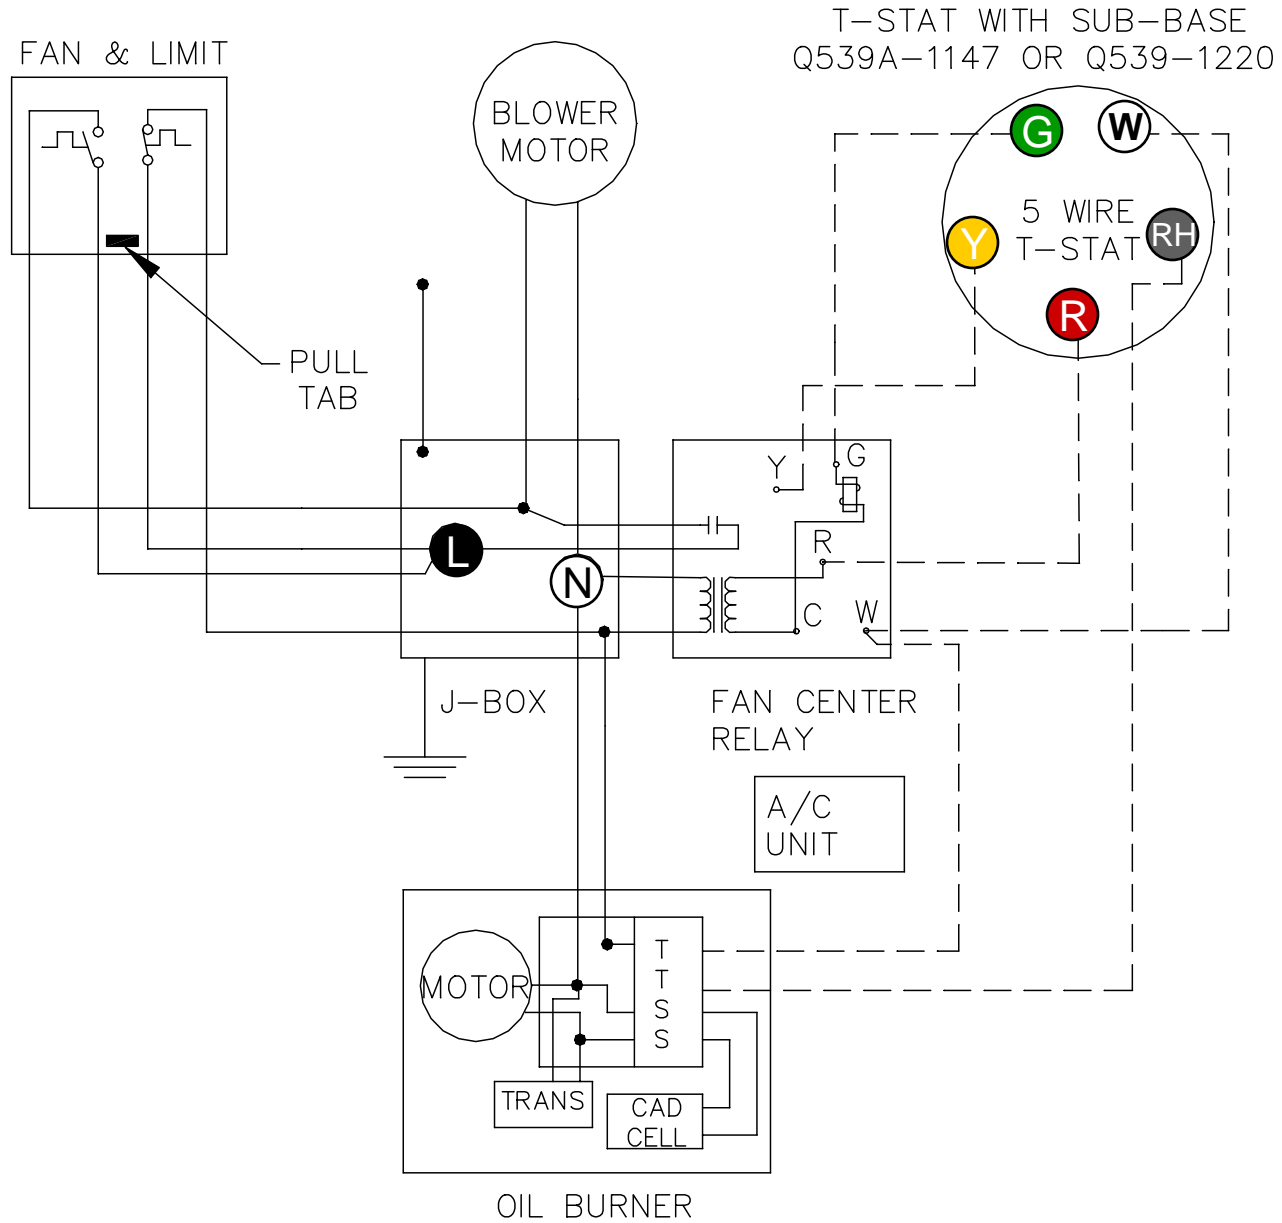 T-STAT WITH SUB-BASE
Q539A-1147 OR Q539-1220
FAN & LIMIT
BLOWER
MOTOR
G
W
5 WIRE
T-STAT
Y
RH
R
PULL
TAB
Y
G
R
L
N
C
W
J-BOX
FAN CENTER
RELAY
A/C
UNIT
MOTOR
T
T
S
S
TRANS
CAD
CELL
OIL BURNER